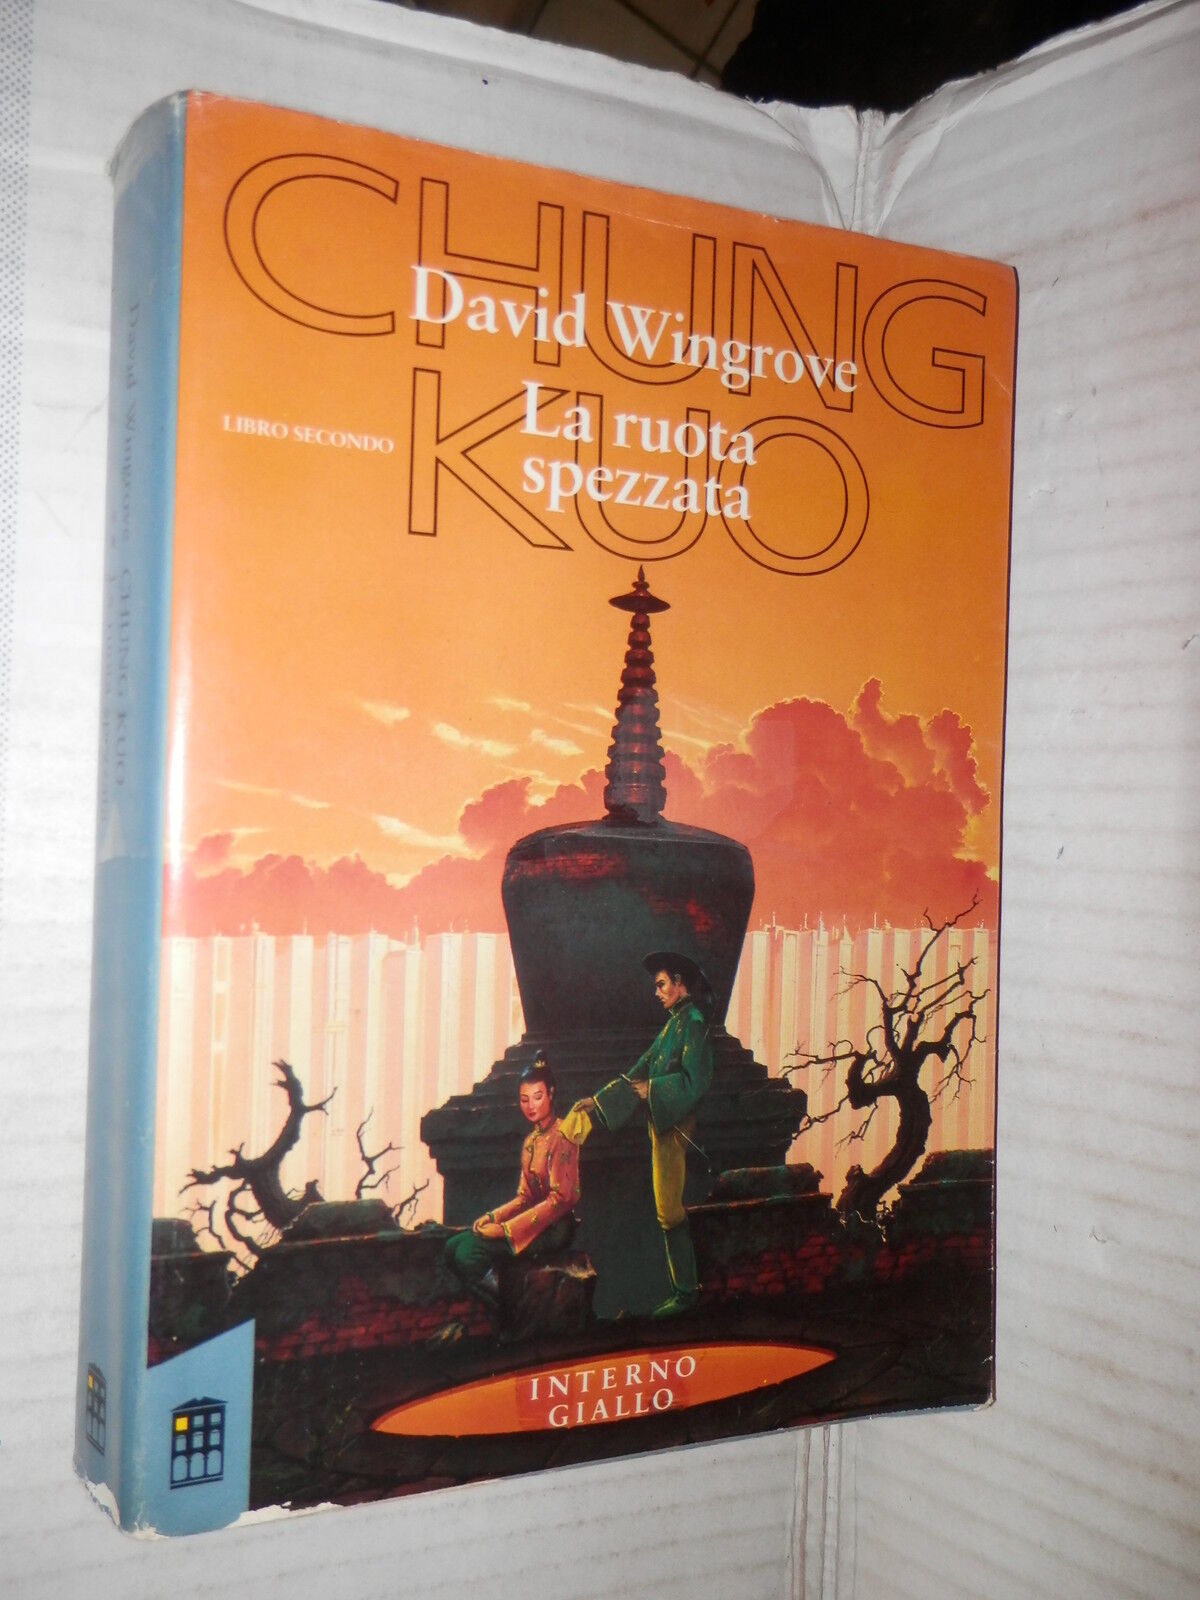 CHUNG
David Wingrove
KUO
La ruota
spezzata
LIBRO SECONDO
INTERNO
GIALLO
David Wingrove CHUNG KUO